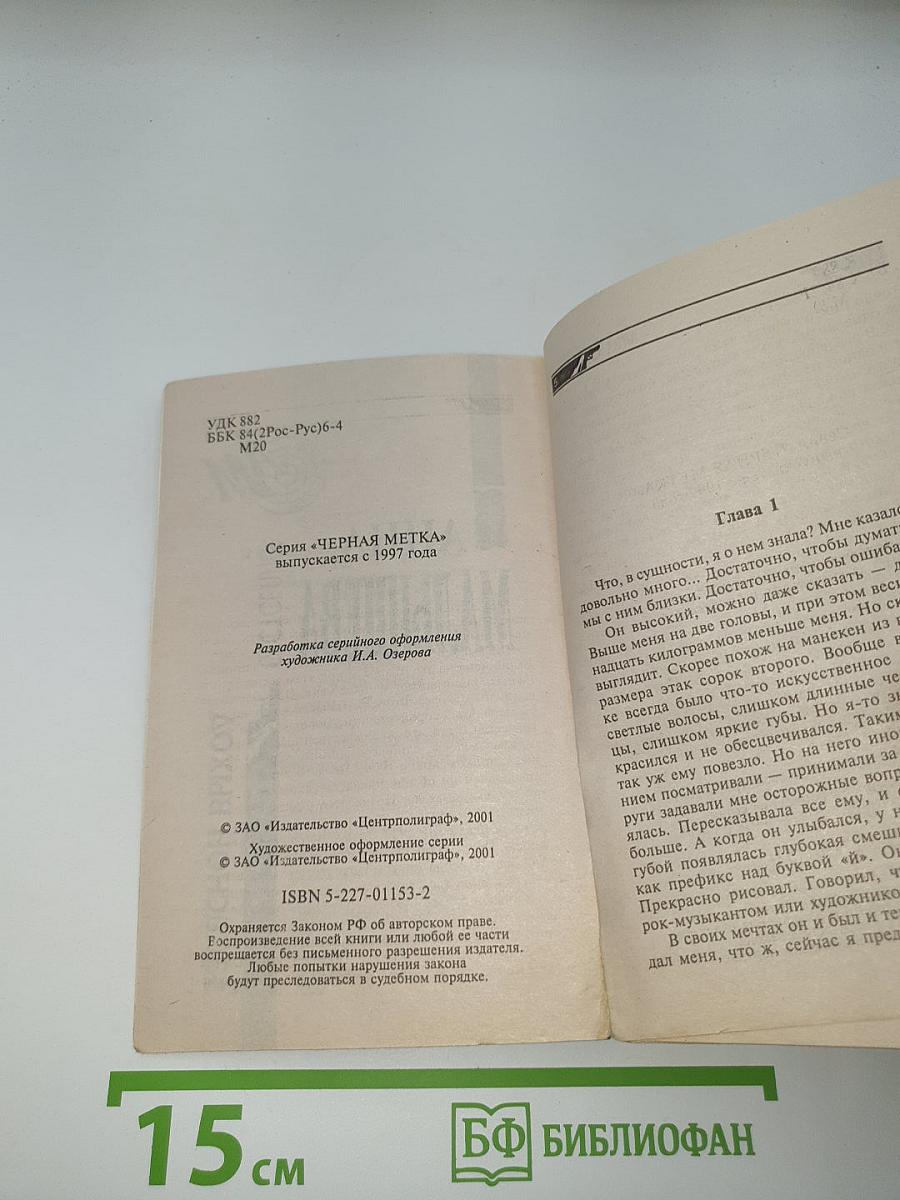 УДК 882
ББК 84(2Рос-Рус)6-4
М20
Серия «ЧЕРНАЯ МЕТКА»
выпускается с 1997 года
Разработка серийного оформления
художника И.А. Озерова
© ЗАО «Издательство «Центрполиграф», 2001
Художественное оформление серии
© ЗАО «Издательство «Центрполиграф», 2001
ISBN 5-227-01153-2
Охраняется Законом РФ об авторском праве.
Воспроизведение всей книги или любой ее части
воспрещается без письменного разрешения издателя.
Любые попытки нарушения закона
будут преследоваться в судебном порядке.
Глава 1
Что, в сущности, я о нем знала? Мне казало
довольно много... Достаточно, чтобы думат
мы с ним близки. Достаточно, чтобы ошиба
Он высокий, можно даже сказать — д
Выше меня на две головы, и при этом веси
надцать килограммов меньше меня. Но ск
выглядит. Скорее похож на манекен из
размера этак сорок второго. Вообще в
ке всегда было что-то искусственное
светлые волосы, слишком длинные че
цы, слишком яркие губы. Но я-то зн
красился и не обесцвечивался. Таким
так уж ему повезло. Но на него ино
нием посматривали — принимали за
руги задавали мне осторожные вопр
ялась. Пересказывала все ему, и
больше. А когда он улыбался, у н
губой появлялась глубокая смеш
как префикс над буквой «й». Он
Прекрасно рисовал. Говорил, ч
рок-музыкантом или художнико
В своих мечтах он и был и те
дал меня, что ж, сейчас я пред
15 см
БФ БИБЛИОФАН